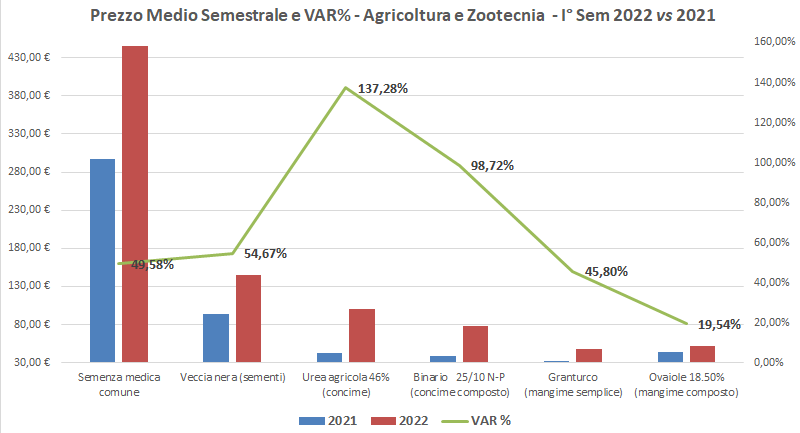 Prezzo Medio Semestrale e VAR% - Agricoltura e Zootecnia - I° Sem 2022 vs 2021
430,00 €
380,00 €
330,00 €
280,00 €
230,00 €
180,00 €
130,00 €
80,00 €
30,00 €
160,00%
140,00%
120,00%
100,00%
80,00%
60,00%
40,00%
20,00%
0,00%
49,58%
54,67%
137,28%
98,72%
45,80%
19,54%
Semenza medica
comune
Veccia nera (sementi)
Urea agricola 46%
(concime)
Binario 25/10 N-P
(concime composto)
Granturco
(mangime semplice)
Ovaiole 18.50%
(mangime composto)
2021
2022
VAR %